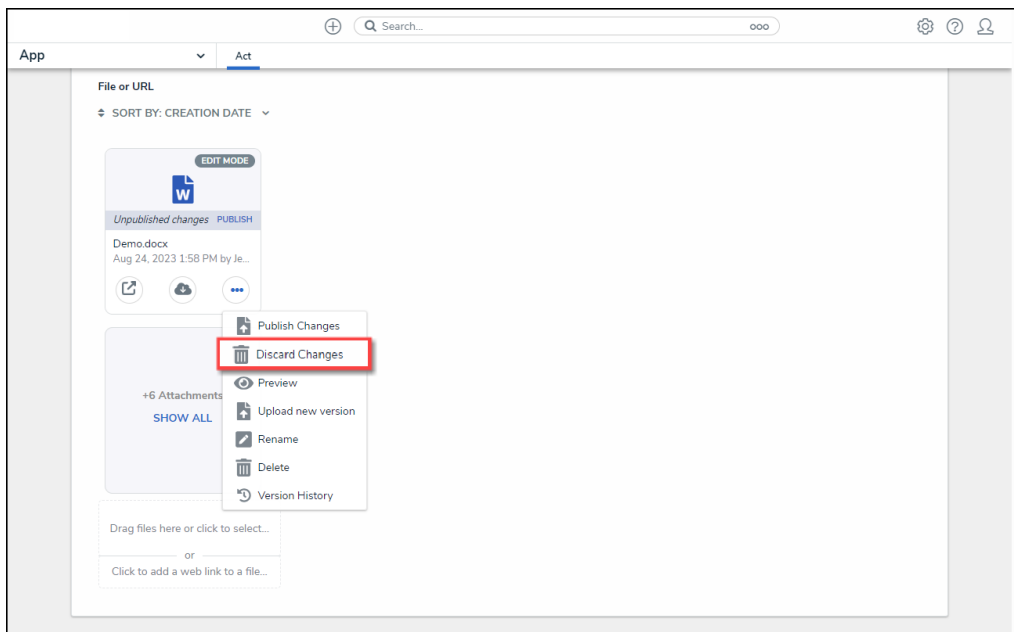 Search...
App
Act
File or URL
SORT BY: CREATION DATE
EDIT MODE
W
Unpublished changes PUBLISH
Demo.docx
Aug 24, 2023 1:58 PM by Je...
Publish Changes
Discard Changes
Preview
Upload new version
Rename
Delete
Version History
+6 Attachments
SHOW ALL
Drag files here or click to select...
or
Click to add a web link to a file...